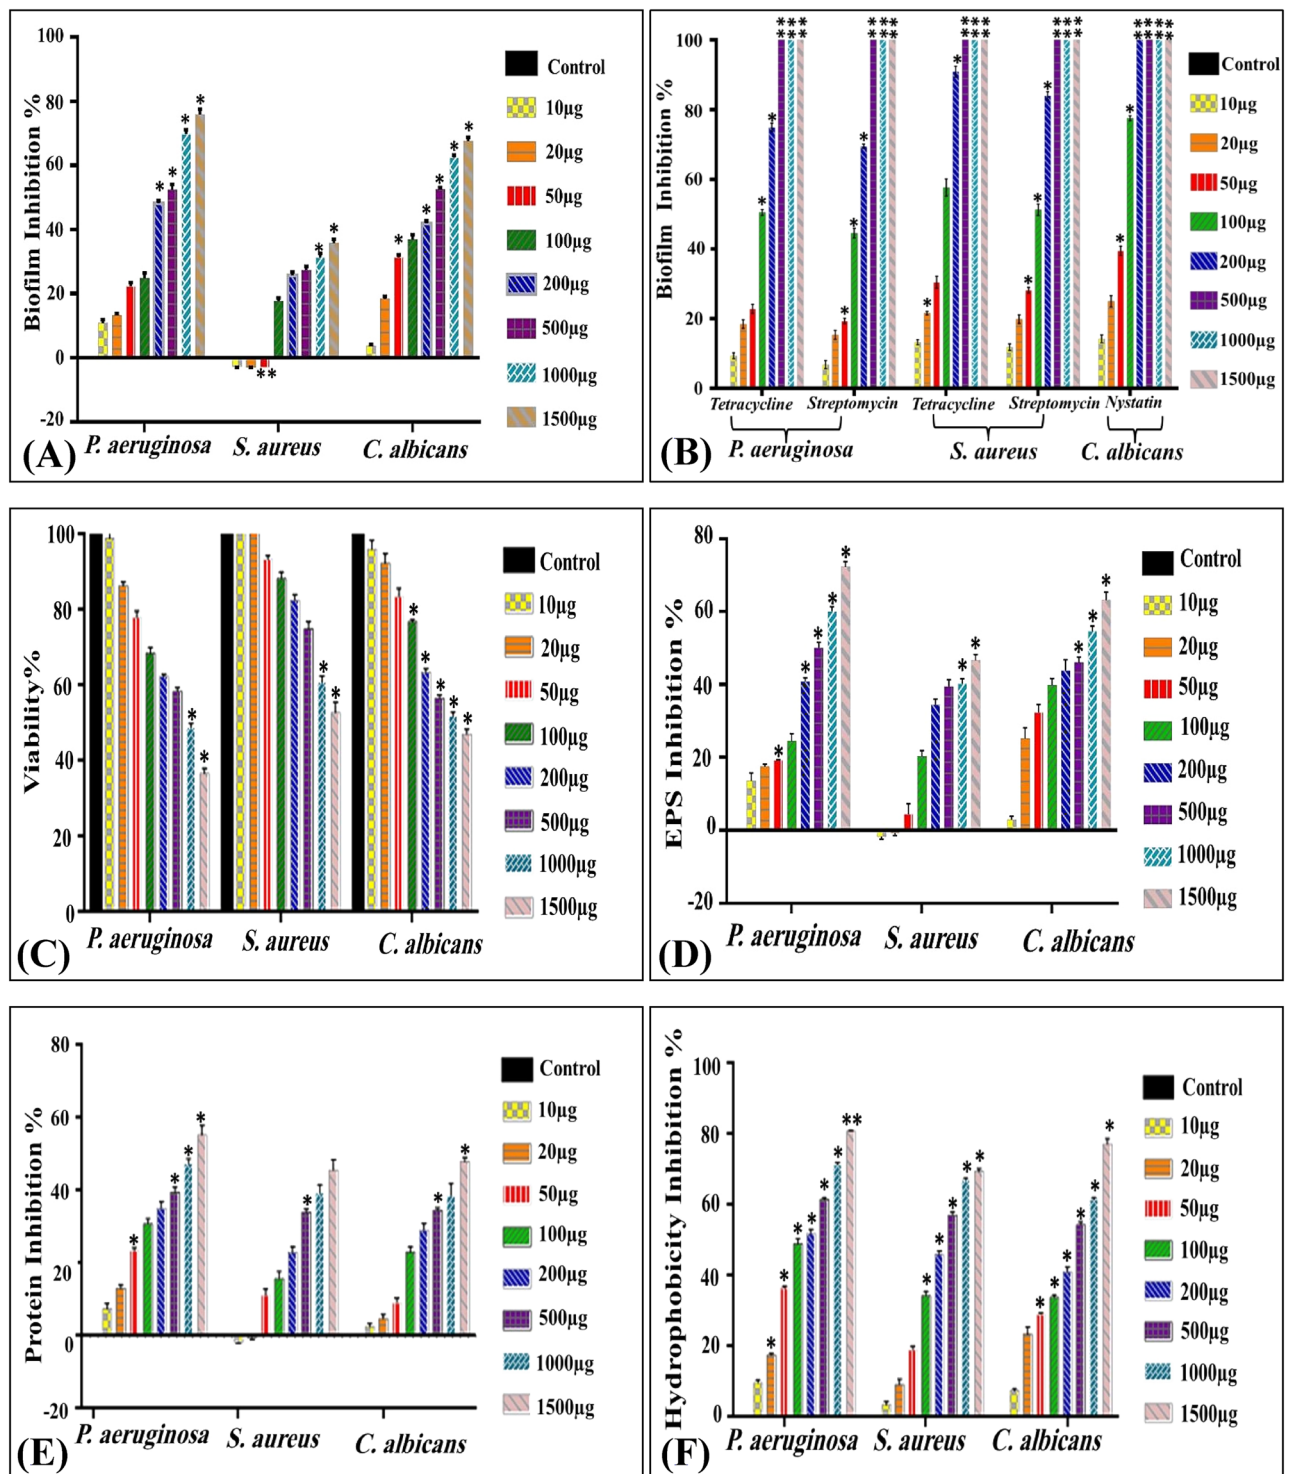 Biofilm Inhibition %
100
80
60
40
20
0
-20
* * * * *
**
* *
* * * * *
P. aeruginosa
S. aureus
C. albicans
Control
10µg
20µg
50µg
100µg
200µg
500µg
1000µg
1500µg
(A)
Biofilm Inhibition %
100
80
60
40
20
0
* * ** ** **
* * * ** ** **
* * ** ** **
* * * ** ** **
* * ** ** ** **
Tetracycline
Streptomycin
Tetracycline
Streptomycin
Nystatin
P. aeruginosa
S. aureus
C. albicans
Control
10µg
20µg
50µg
100µg
200µg
500µg
1000µg
1500µg
(B)
Viability%
100
80
60
40
20
0
* *
* *
* * * * *
P. aeruginosa
S. aureus
C. albicans
Control
10µg
20µg
50µg
100µg
200µg
500µg
1000µg
1500µg
(C)
EPS Inhibition %
80
60
40
20
0
-20
* * * * *
* *
* * *
P. aeruginosa
S. aureus
C. albicans
Control
10µg
20µg
50µg
100µg
200µg
500µg
1000µg
1500µg
(D)
Protein Inhibition %
80
60
40
20
0
-20
* * * *
*
* *
P. aeruginosa
S. aureus
C. albicans
Control
10µg
20µg
50µg
100µg
200µg
500µg
1000µg
1500µg
(E)
Hydrophobicity Inhibition %
100
80
60
40
20
0
* * * * * * **
* * * * *
* * * * * *
P. aeruginosa
S. aureus
C. albicans
Control
10µg
20µg
50µg
100µg
200µg
500µg
1000µg
1500µg
(F)